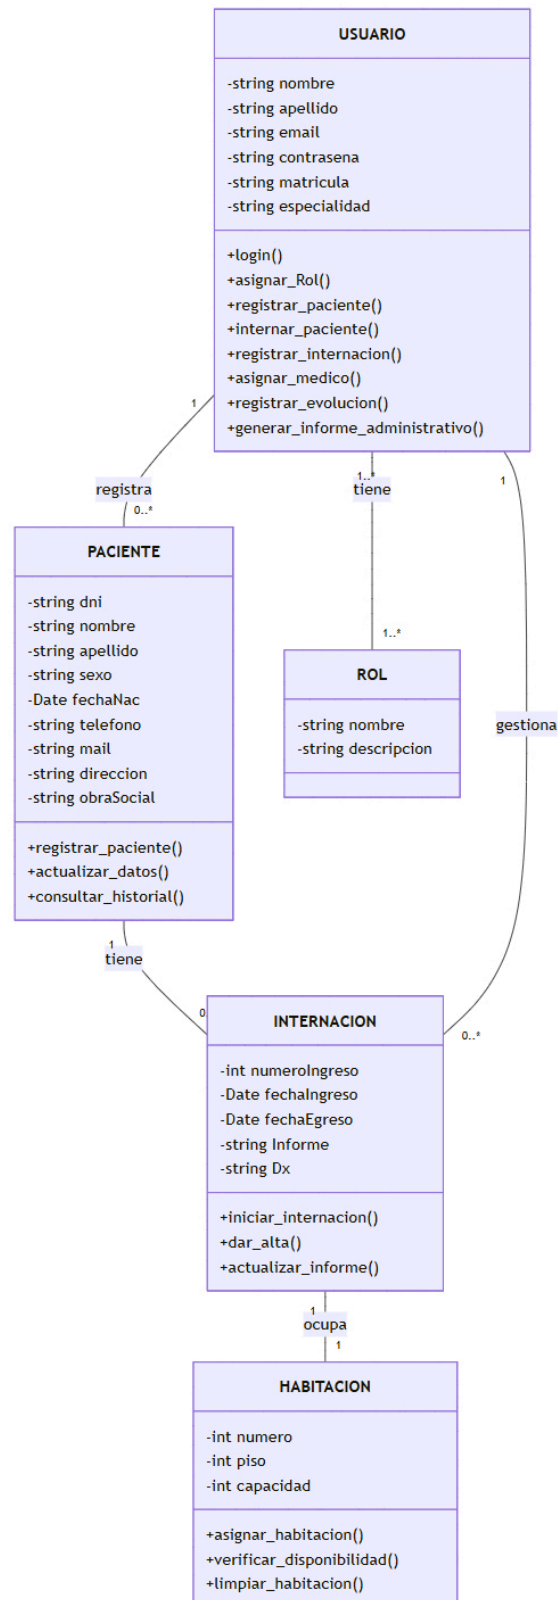 USUARIO
-string nombre
-string apellido
-string email
-string contrasena
-string matricula
-string especialidad
+login()
+asignar_Rol()
+registrar_paciente()
+internar_paciente()
+registrar_internacion()
+asignar_medico()
+registrar_evolucion()
+generar_informe_administrativo()
1
registra
0..*
1..*
tiene
1..*
1
gestiona
0..*
PACIENTE
-string dni
-string nombre
-string apellido
-string sexo
-Date fechaNac
-string telefono
-string mail
-string direccion
-string obraSocial
+registrar_paciente()
+actualizar_datos()
+consultar_historial()
ROL
-string nombre
-string descripcion
1
tiene
0.
INTERNACION
-int numeroIngreso
-Date fechaIngreso
-Date fechaEgreso
-string Informe
-string Dx
+iniciar_internacion()
+dar_alta()
+actualizar_informe()
1
ocupa
1
HABITACION
-int numero
-int piso
-int capacidad
+asignar_habitacion()
+verificar_disponibilidad()
+limpiar_habitacion()